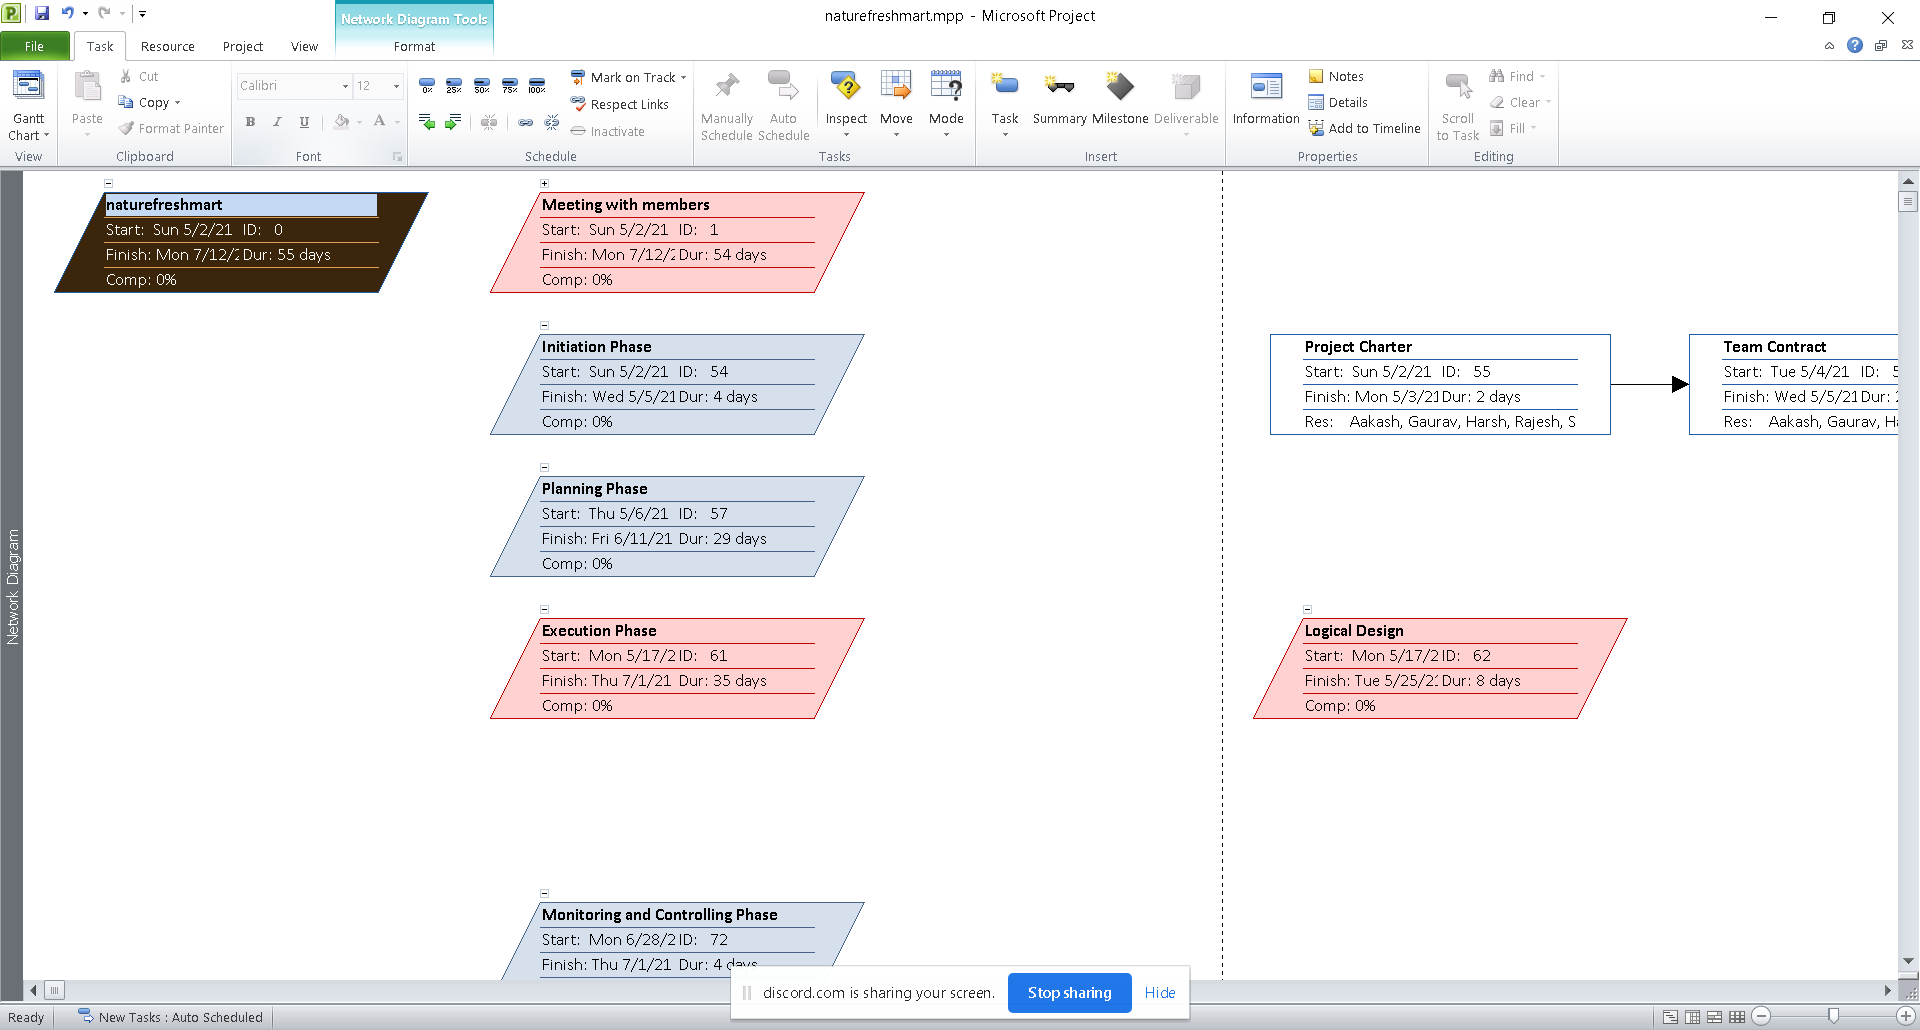 naturefreshmart.mpp - Microsoft Project
Network Diagram Tools
File Task Resource Project View Format
Cut
Copy
Format Painter
Paste
Gantt Chart
View
Clipboard
Calibri 12
B I U A
Font
0% 25% 50% 75% 100%
Mark on Track
Respect Links
Inactivate
Schedule
Manually Schedule
Auto Schedule
Inspect Move Mode
Tasks
Task Summary Milestone Deliverable
Insert
Information
Notes
Details
Add to Timeline
Properties
Scroll to Task
Find
Clear
Fill
Editing
Network Diagram
naturefreshmart
Start: Sun 5/2/21 ID: 0
Finish: Mon 7/12/2 Dur: 55 days
Comp: 0%
Meeting with members
Start: Sun 5/2/21 ID: 1
Finish: Mon 7/12/2 Dur: 54 days
Comp: 0%
Initiation Phase
Start: Sun 5/2/21 ID: 54
Finish: Wed 5/5/21 Dur: 4 days
Comp: 0%
Project Charter
Start: Sun 5/2/21 ID: 55
Finish: Mon 5/3/21 Dur: 2 days
Res: Aakash, Gaurav, Harsh, Rajesh, S
Team Contract
Start: Tue 5/4/21 ID: 5
Finish: Wed 5/5/21 Dur: 2
Res: Aakash, Gaurav, Ha
Planning Phase
Start: Thu 5/6/21 ID: 57
Finish: Fri 6/11/21 Dur: 29 days
Comp: 0%
Execution Phase
Start: Mon 5/17/2 ID: 61
Finish: Thu 7/1/21 Dur: 35 days
Comp: 0%
Logical Design
Start: Mon 5/17/2 ID: 62
Finish: Tue 5/25/21 Dur: 8 days
Comp: 0%
Monitoring and Controlling Phase
Start: Mon 6/28/2 ID: 72
Finish: Thu 7/1/21 Dur: 4 days
discord.com is sharing your screen. Stop sharing Hide
Ready New Tasks : Auto Scheduled